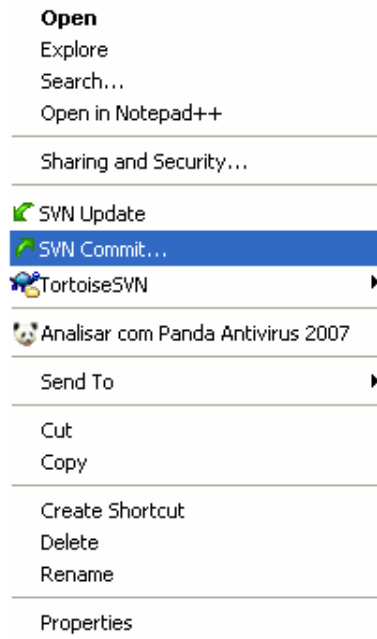 Open
Explore
Search...
Open in Notepad++
Sharing and Security...
SVN Update
SVN Commit...
TortoiseSVN
Analisar com Panda Antivirus 2007
Send To
Cut
Copy
Create Shortcut
Delete
Rename
Properties